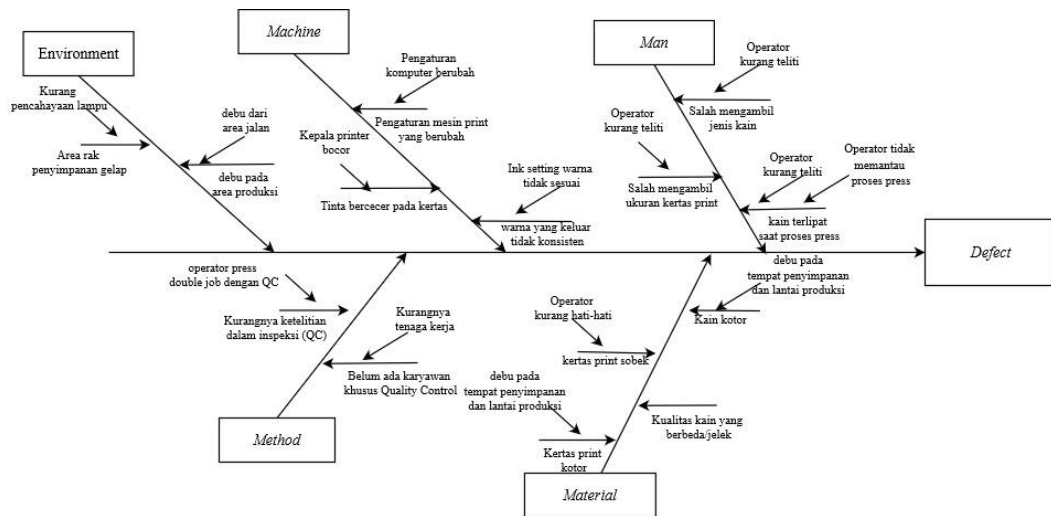 Environment
Kurang
pencahayaan lampu
Area rak
penyimpanan gelap
debu dari
area jalan
debu pada
area produksi
Machine
Pengaturan
komputer berubah
Pengaturan mesin print
yang berubah
Kepala printer
bocor
Tinta bercecer pada kertas
Ink setting warna
tidak sesuai
warna yang keluar
tidak konsisten
Man
Operator
kurang teliti
Salah mengambil
jenis kain
Operator
kurang teliti
Salah mengambil
ukuran kertas print
Operator
kurang teliti
Operator tidak
memantau
proses press
kain terlipat
saat proses press
Defect
operator press
double job dengan QC
Kurangnya ketelitian
dalam inspeksi (QC)
Kurangnya
tenaga kerja
Belum ada karyawan
khusus Quality Control
Method
debu pada
tempat penyimpanan
dan lantai produksi
Kain kotor
Operator
kurang hati-hati
kertas print sobek
debu pada
tempat penyimpanan
dan lantai produksi
Kertas print
kotor
Kualitas kain yang
berbeda/jelek
Material